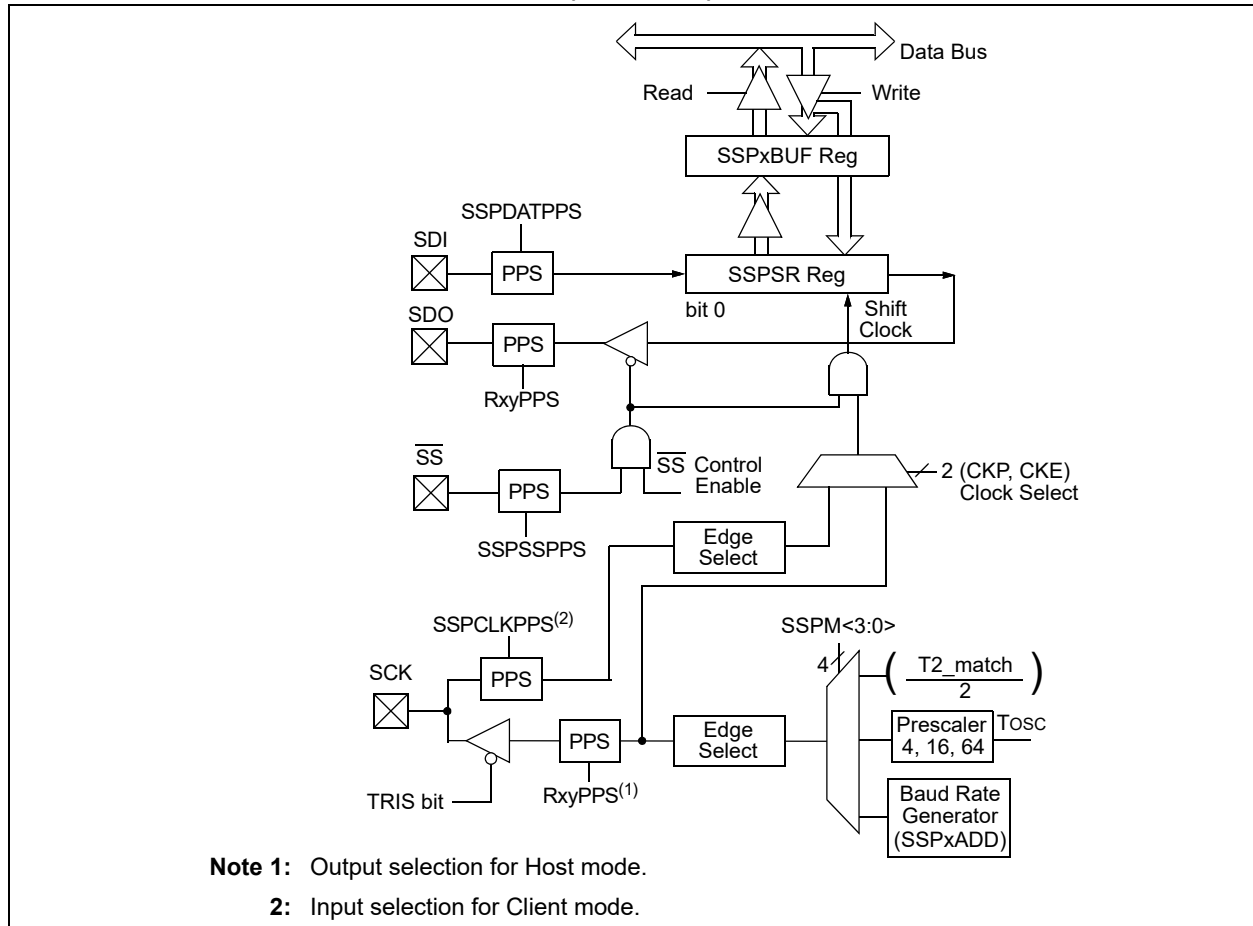 Data Bus
Read
Write
SSPxBUF Reg
SSPDATPPS
SDI
PPS
SSPSR Reg
bit 0
Shift
Clock
SDO
PPS
RxyPPS
SS
PPS
SS Control
Enable
2 (CKP, CKE)
Clock Select
SSPSSPPS
Edge
Select
SSPCLKPPS(2)
SSPM<3:0>
4
( T2_match
2 )
SCK
PPS
PPS
Edge
Select
Prescaler
4, 16, 64
TOSC
RxyPPS(1)
TRIS bit
Baud Rate
Generator
(SSPxADD)
Note 1: Output selection for Host mode.
2: Input selection for Client mode.